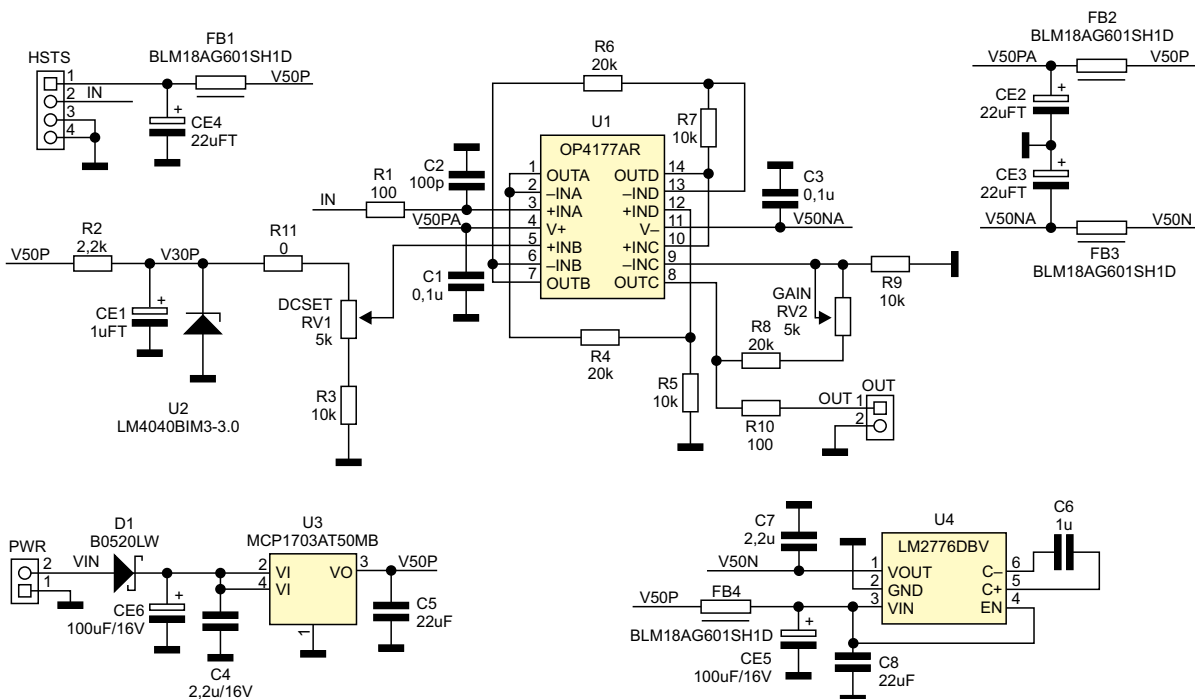 HSTS
1
2
3
4
IN
FB1
BLM18AG601SH1D
V50P
CE4
22uFT
+
R6
20k
R7
10k
U1
OP4177AR
1
2
3
4
5
6
7
OUTA
–INA
+INA
V+
+INB
–INB
OUTB
OUTD
–IND
+IND
V–
+INC
–INC
OUTC
14
13
12
11
10
9
8
C2
100p
R1
100
IN
V50PA
C1
0,1u
C3
0,1u
V50NA
FB2
BLM18AG601SH1D
V50PA
V50P
CE2
22uFT
+
CE3
22uFT
+
V50NA
V50N
FB3
BLM18AG601SH1D
R2
2,2k
V50P
V30P
R11
0
CE1
1uFT
+
U2
LM4040BIM3-3.0
DCSET
RV1
5k
R3
10k
R4
20k
R5
10k
GAIN
RV2
5k
R9
10k
R8
20k
R10
100
OUT
OUT
1
2
PWR
2
1
VIN
D1
B0520LW
CE6
100uF/16V
+
C4
2,2u/16V
U3
MCP1703AT50MB
2
4
VI
VI
VO
3
1
V50P
C5
22uF
C7
2,2u
V50N
V50P
FB4
BLM18AG601SH1D
CE5
100uF/16V
+
C8
22uF
U4
LM2776DBV
1
2
3
VOUT
GND
VIN
C–
C+
EN
6
5
4
C6
1u